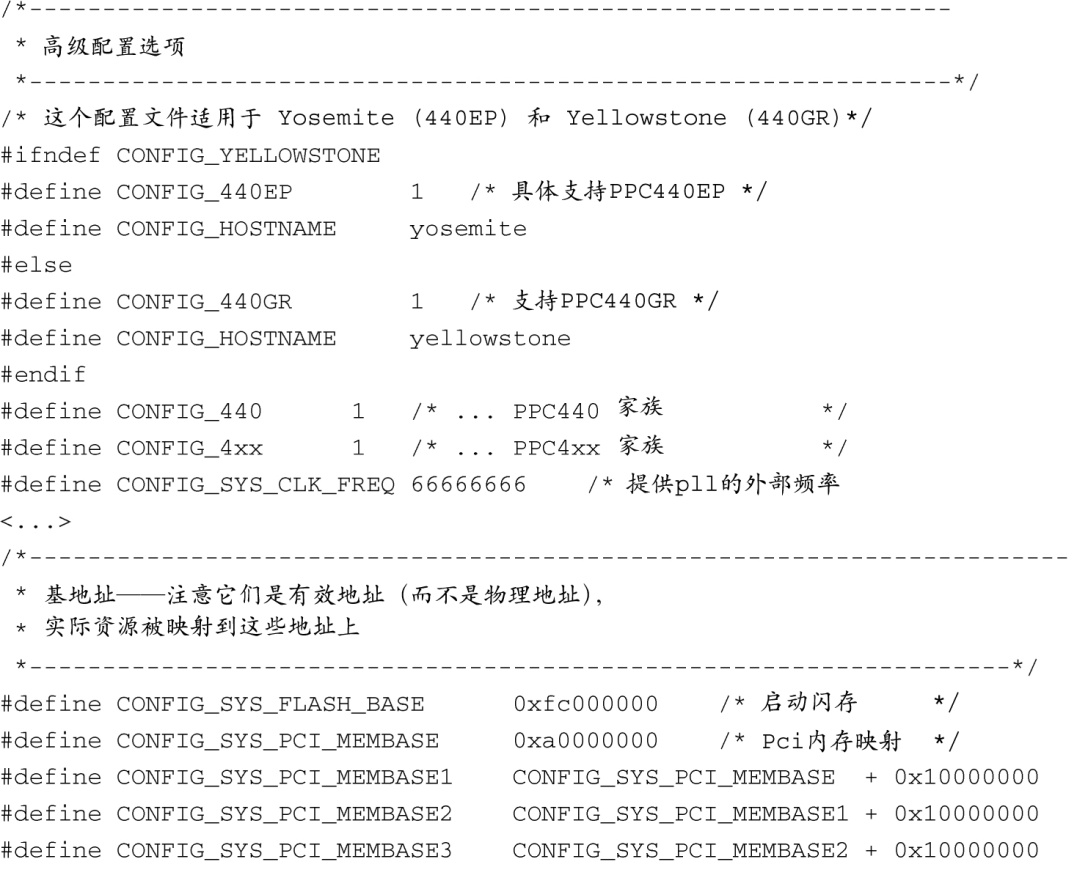 /*---------------------------------------------------------------
 * 高级配置选项
 *---------------------------------------------------------------*/
/* 这个配置文件适用于 Yosemite (440EP) 和 Yellowstone (440GR)*/
#ifndef CONFIG_YELLOWSTONE
#define CONFIG_440EP        1   /* 具体支持PPC440EP */
#define CONFIG_HOSTNAME     yosemite
#else
#define CONFIG_440GR        1   /* 支持PPC440GR */
#define CONFIG_HOSTNAME     yellowstone
#endif
#define CONFIG_440      1   /* ... PPC440 家族           */
#define CONFIG_4xx      1   /* ... PPC4xx 家族           */
#define CONFIG_SYS_CLK_FREQ 66666666    /* 提供pll的外部频率
<...>
/*-----------------------------------------------------------------------
 * 基地址——注意它们是有效地址（而不是物理地址），
 * 实际资源被映射到这些地址上
 *-------------------------------------------------------------------*/
#define CONFIG_SYS_FLASH_BASE      0xfc000000    /* 启动闪存     */
#define CONFIG_SYS_PCI_MEMBASE     0xa0000000    /* Pci内存映射  */
#define CONFIG_SYS_PCI_MEMBASE1    CONFIG_SYS_PCI_MEMBASE  + 0x10000000
#define CONFIG_SYS_PCI_MEMBASE2    CONFIG_SYS_PCI_MEMBASE1 + 0x10000000
#define CONFIG_SYS_PCI_MEMBASE3    CONFIG_SYS_PCI_MEMBASE2 + 0x10000000